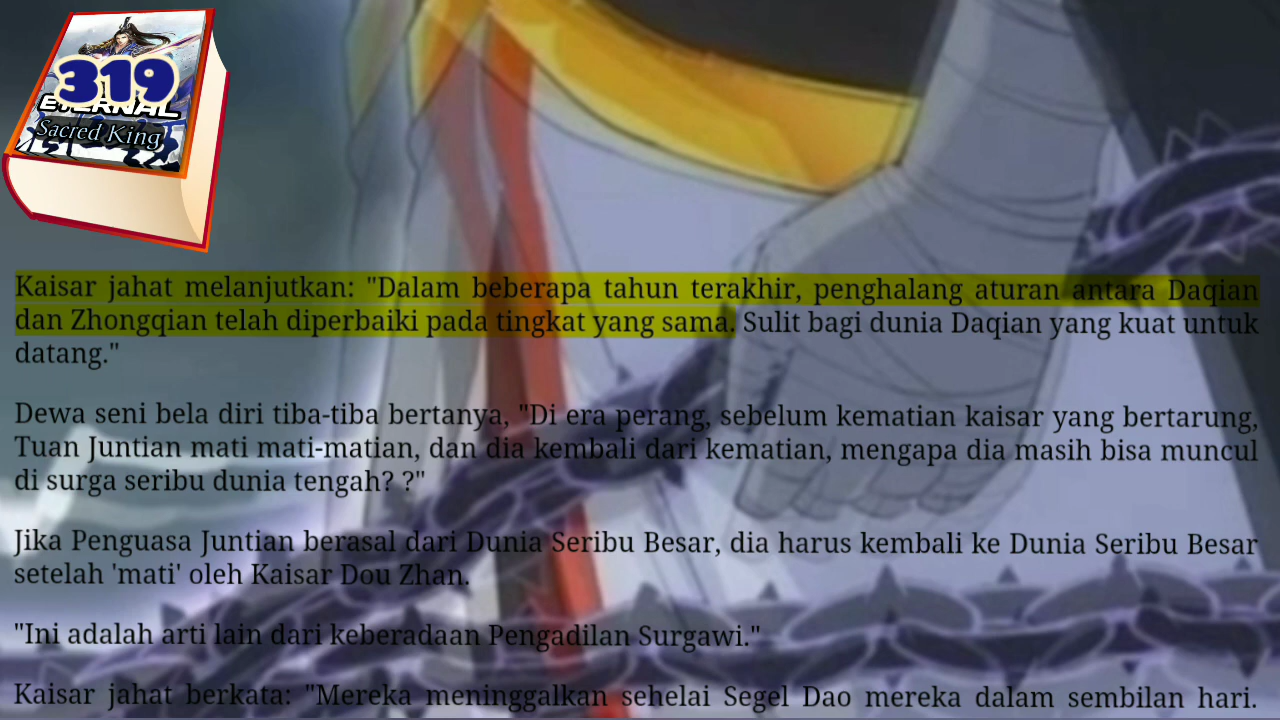 319
ETERNAL
Sacred King
Kaisar jahat melanjutkan: "Dalam beberapa tahun terakhir, penghalang aturan antara Daqian
dan Zhongqian telah diperbaiki pada tingkat yang sama. Sulit bagi dunia Daqian yang kuat untuk
datang."
Dewa seni bela diri tiba-tiba bertanya, "Di era perang, sebelum kematian kaisar yang bertarung,
Tuan Juntian mati mati-matian, dan dia kembali dari kematian, mengapa dia masih bisa muncul
di surga seribu dunia tengah? ?"
Jika Penguasa Juntian berasal dari Dunia Seribu Besar, dia harus kembali ke Dunia Seribu Besar
setelah 'mati' oleh Kaisar Dou Zhan.
"Ini adalah arti lain dari keberadaan Pengadilan Surgawi."
Kaisar jahat berkata: "Mereka meninggalkan sehelai Segel Dao mereka dalam sembilan hari.